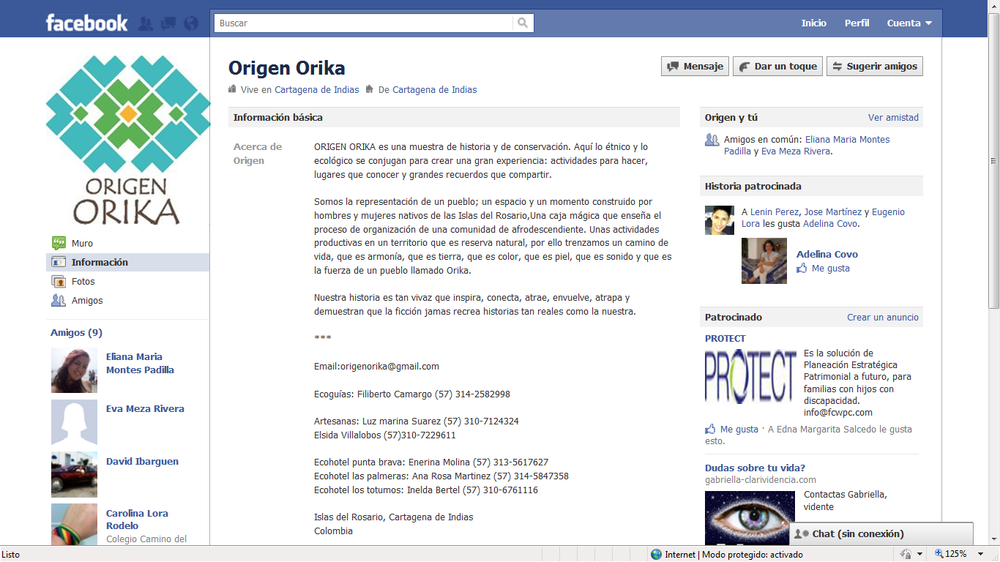 facebook
Buscar
Inicio Perfil Cuenta
ORIGEN
ORIKA
Muro
Información
Fotos
Amigos
Amigos (9)
Eliana Maria
Montes Padilla
Eva Meza Rivera
David Ibarguen
Carolina Lora
Rodelo
Colegio Camino del
Origen Orika
Mensaje Dar un toque Sugerir amigos
Vive en Cartagena de Indias De Cartagena de Indias
Información básica
Acerca de
Origen
ORIGEN ORIKA es una muestra de historia y de conservación. Aquí lo étnico y lo
ecológico se conjugan para crear una gran experiencia: actividades para hacer,
lugares que conocer y grandes recuerdos que compartir.
Somos la representación de un pueblo; un espacio y un momento construido por
hombres y mujeres nativos de las Islas del Rosario,Una caja mágica que enseña el
proceso de organización de una comunidad de afrodescendiente. Unas actividades
productivas en un territorio que es reserva natural, por ello trenzamos un camino de
vida, que es armonía, que es tierra, que es color, que es piel, que es sonido y que es
la fuerza de un pueblo llamado Orika.
Nuestra historia es tan vivaz que inspira, conecta, atrae, envuelve, atrapa y
demuestran que la ficción jamas recrea historias tan reales como la nuestra.
***
Email:origenorika@gmail.com
Ecoguías: Filiberto Camargo (57) 314-2582998
Artesanas: Luz marina Suarez (57) 310-7124324
Elsida Villalobos (57)310-7229611
Ecohotel punta brava: Enerina Molina (57) 313-5617627
Ecohotel las palmeras: Ana Rosa Martinez (57) 314-5847358
Ecohotel los totumos: Inelda Bertel (57) 310-6761116
Islas del Rosario, Cartagena de Indias
Colombia
Origen y tú Ver amistad
Amigos en común: Eliana Maria Montes
Padilla y Eva Meza Rivera.
Historia patrocinada
A Lenin Perez, Jose Martínez y Eugenio
Lora les gusta Adelina Covo.
Adelina Covo
Me gusta
Patrocinado Crear un anuncio
PROTECT
PROTECT
Es la solución de
Planeación Estratégica
Patrimonial a futuro, para
familias con hijos con
discapacidad.
info@fcwpc.com
Me gusta · A Edna Margarita Salcedo le gusta
esto.
Dudas sobre tu vida?
gabriella-clarividencia.com
Contactas Gabriella,
vidente
Chat (sin conexión)
Listo
Internet | Modo protegido: activado
125%